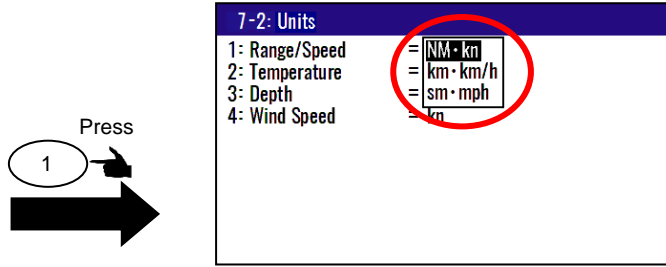 7-2: Units
1: Range/Speed = NM・kn
2: Temperature = km・km/h
3: Depth = sm・mph
4: Wind Speed = kn
Press
1